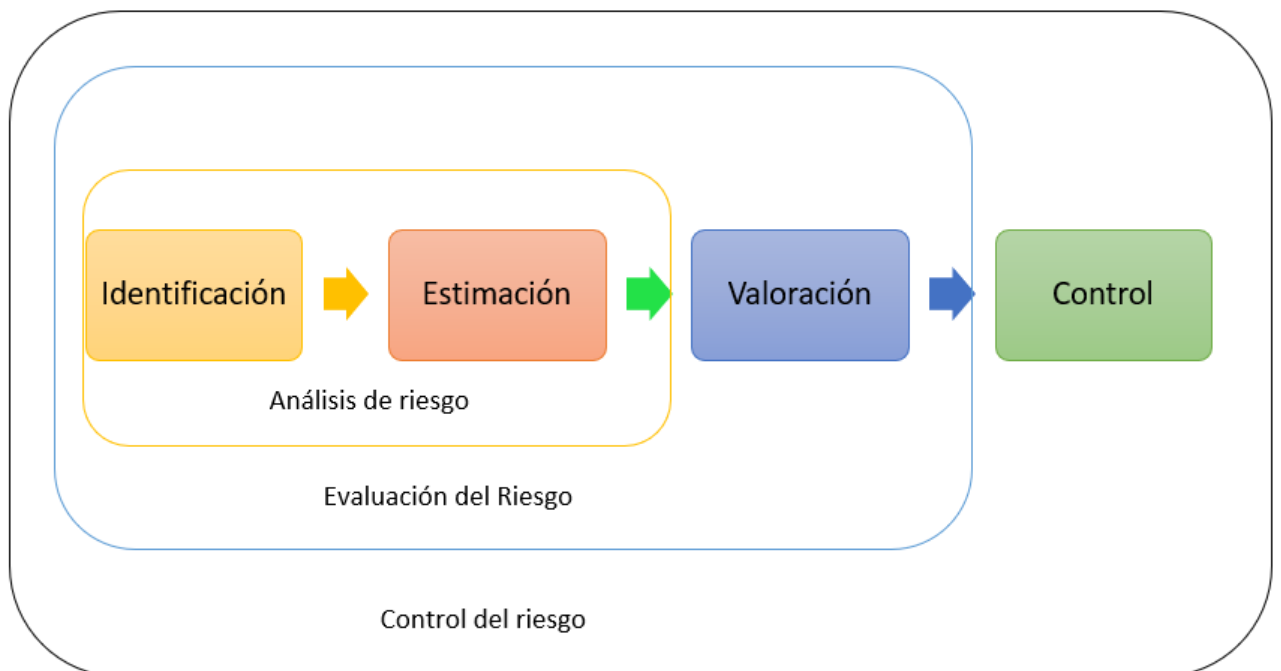 Identificación
Estimación
Valoración
Control
Análisis de riesgo
Evaluación del Riesgo
Control del riesgo